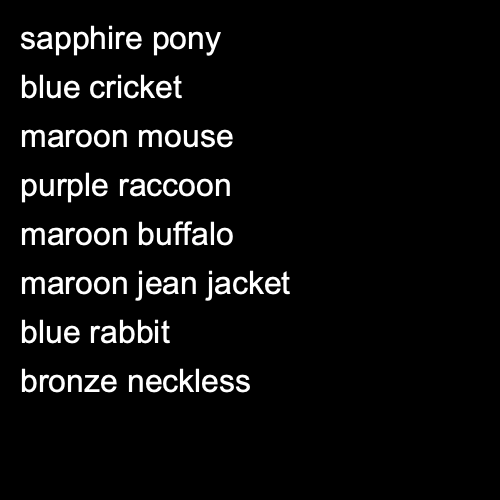 sapphire pony
blue cricket
maroon mouse
purple raccoon
maroon buffalo
maroon jean jacket
blue rabbit
bronze neckless